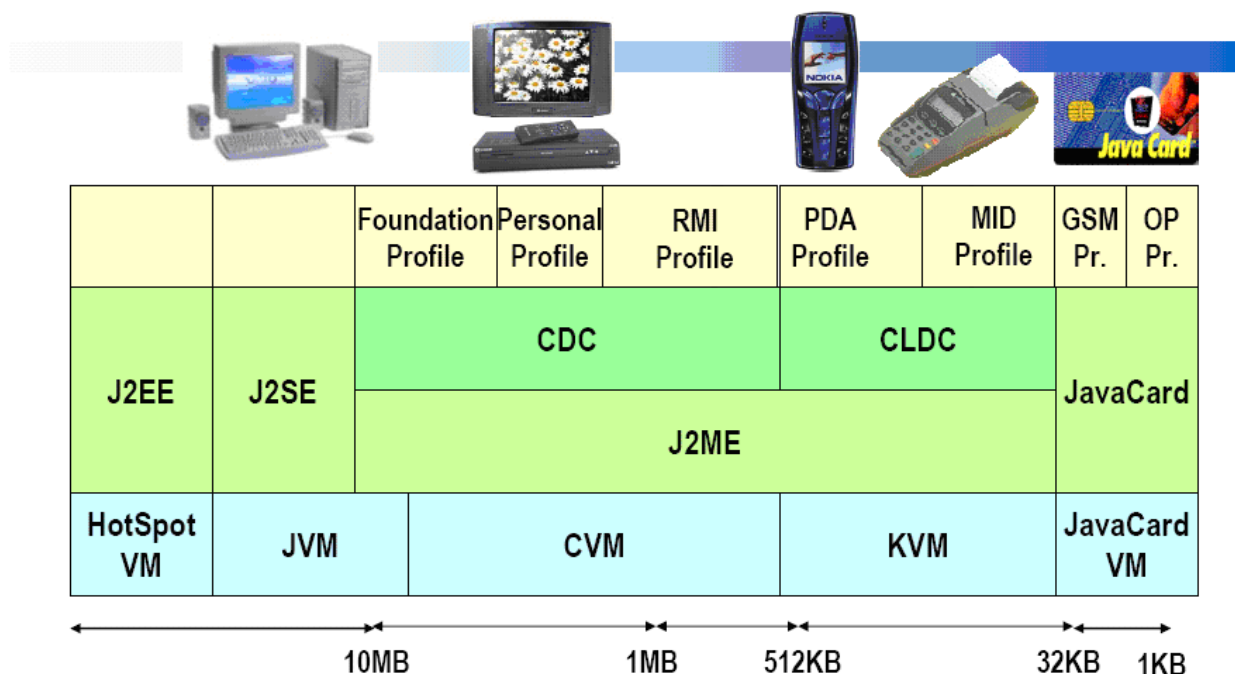 NOKIA
Java Card
Foundation
Profile
Personal
Profile
RMI
Profile
PDA
Profile
MID
Profile
GSM
Pr.
OP
Pr.
CDC
CLDC
J2EE
J2SE
JavaCard
J2ME
HotSpot
VM
JVM
CVM
KVM
JavaCard
VM
10MB
1MB
512KB
32KB
1KB